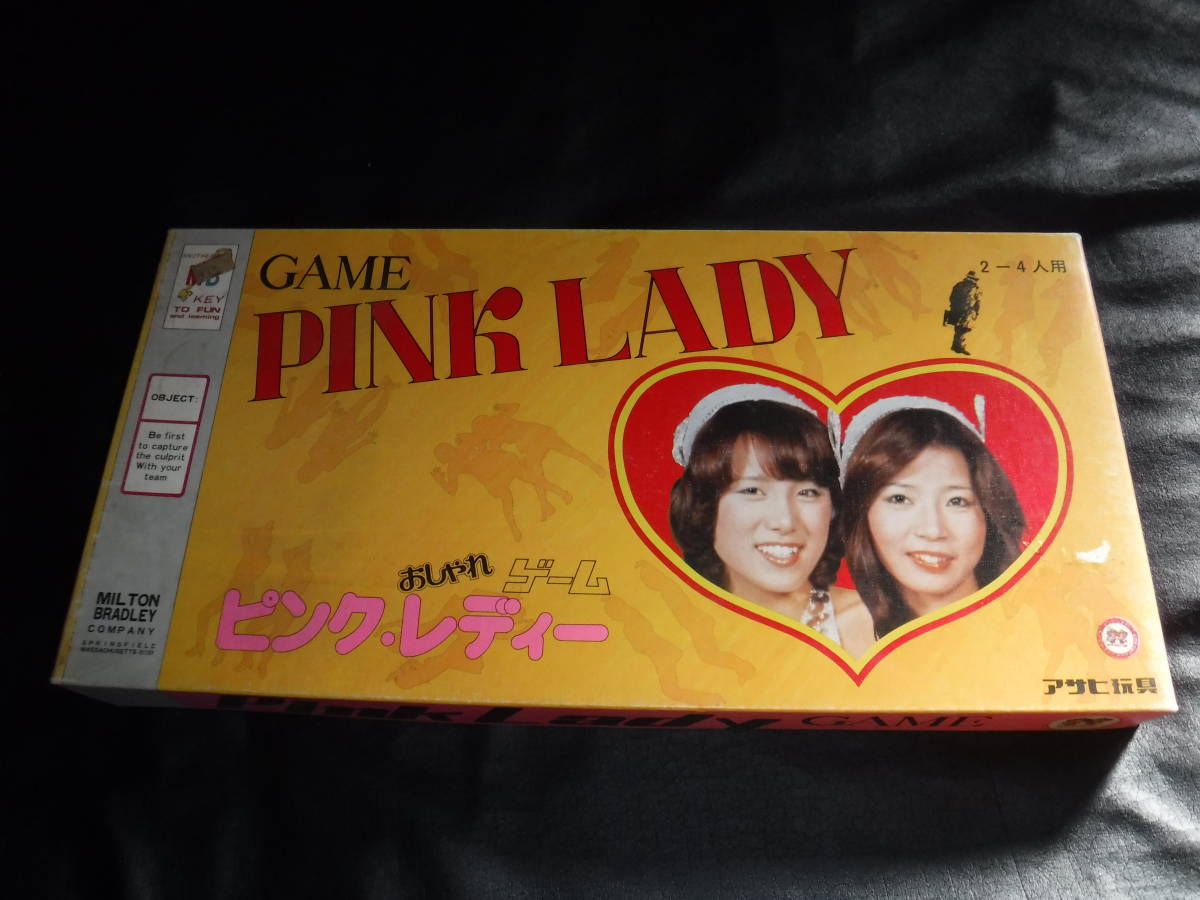 GAME
PINK LADY
2-4人用
KEY
TO FUN
and learning
OBJECT:
Be first
to capture
the culprit
With your
team
MILTON
BRADLEY
COMPANY
SPRINGFIELD
MASSACHUSETTS
おしゃれ ゲーム
ピンク・レディー
アサヒ玩具
Pink Lady GAME